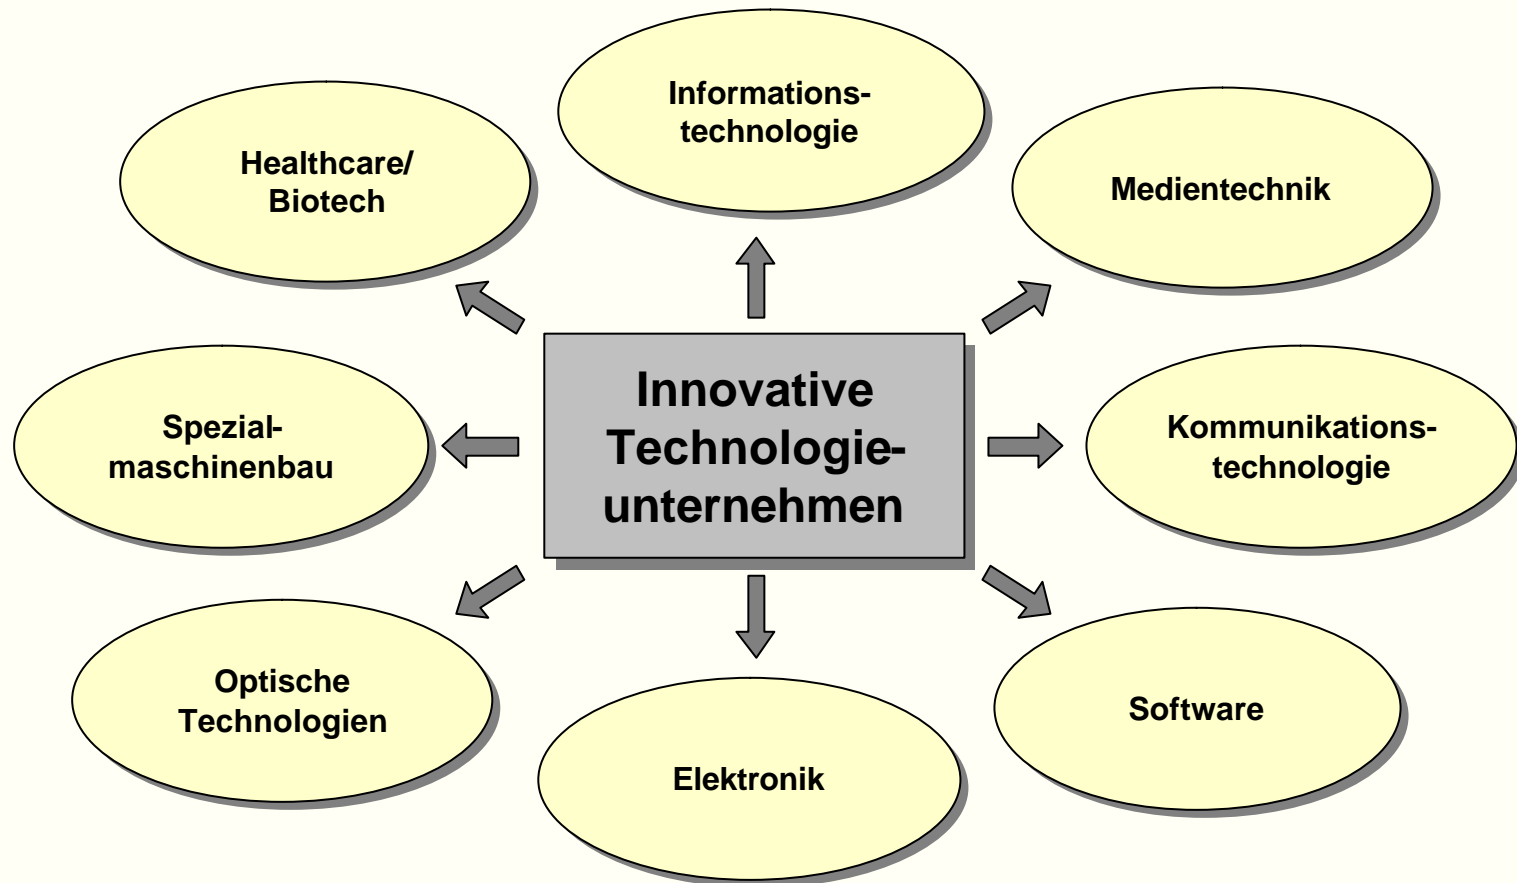 Informations-
technologie
Healthcare/
Biotech
Medientechnik
Innovative
Technologie-
unternehmen
Spezial-
maschinenbau
Kommunikations-
technologie
Optische
Technologien
Software
Elektronik